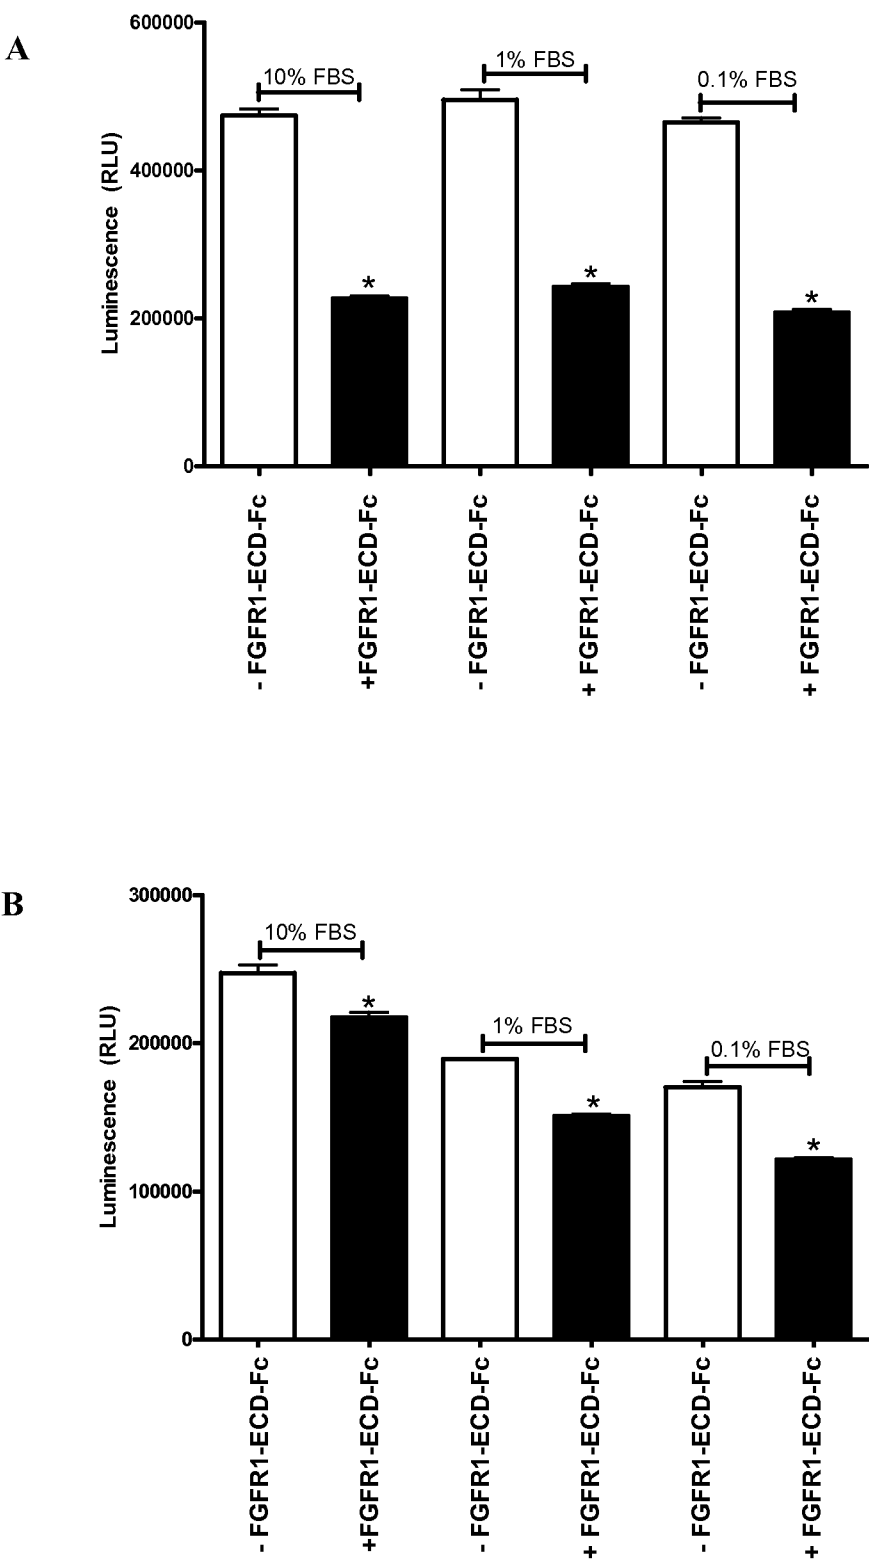 A
600000
400000
200000
0
Luminescence (RLU)
10% FBS
1% FBS
0.1% FBS
*
*
*
- FGFR1-ECD-Fc
+FGFR1-ECD-Fc
- FGFR1-ECD-Fc
+ FGFR1-ECD-Fc
- FGFR1-ECD-Fc
+ FGFR1-ECD-Fc
B
300000
200000
100000
0
Luminescence (RLU)
10% FBS
1% FBS
0.1% FBS
*
*
*
- FGFR1-ECD-Fc
+FGFR1-ECD-Fc
- FGFR1-ECD-Fc
+ FGFR1-ECD-Fc
- FGFR1-ECD-Fc
+ FGFR1-ECD-Fc